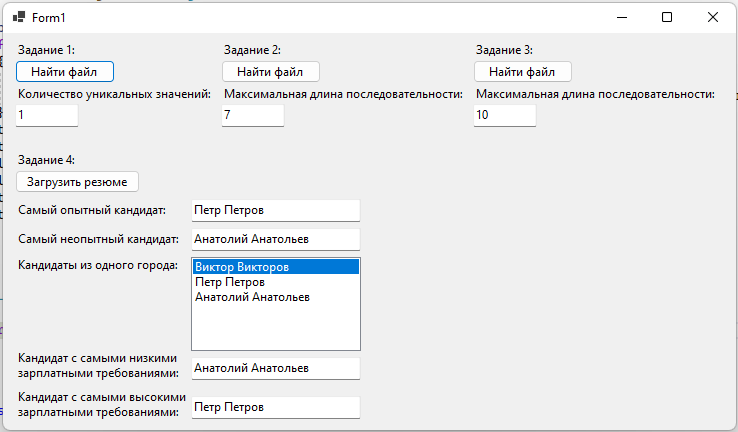 Form1
Задание 1:
Задание 2:
Задание 3:
Найти файл
Найти файл
Найти файл
Количество уникальных значений:
Максимальная длина последовательности:
Максимальная длина последовательности:
1
7
10
Задание 4:
Загрузить резюме
Самый опытный кандидат:
Петр Петров
Самый неопытный кандидат:
Анатолий Анатольев
Кандидаты из одного города:
Виктор Викторов
Петр Петров
Анатолий Анатольев
Кандидат с самыми низкими
зарплатными требованиями:
Анатолий Анатольев
Кандидат с самыми высокими
зарплатными требованиями:
Петр Петров